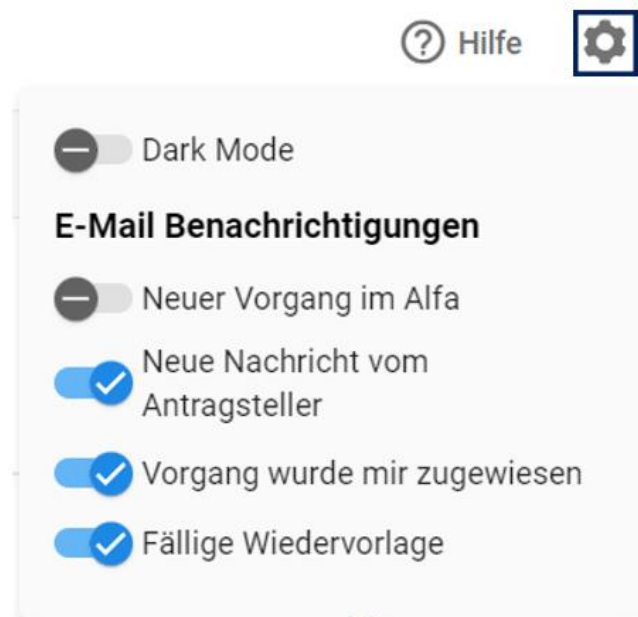 Hilfe
Dark Mode
E-Mail Benachrichtigungen
Neuer Vorgang im Alfa
Neue Nachricht vom
Antragsteller
Vorgang wurde mir zugewiesen
Fällige Wiedervorlage